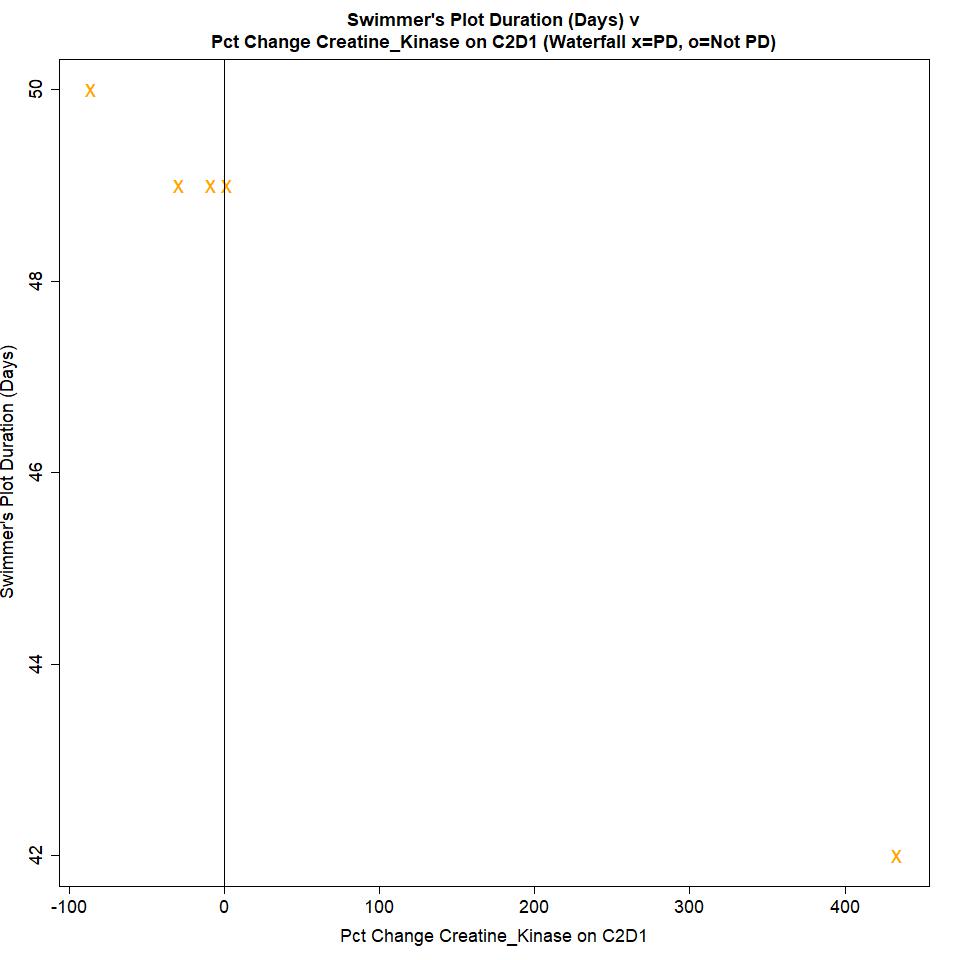 Swimmer's Plot Duration (Days) v
Pct Change Creatine_Kinase on C2D1 (Waterfall x=PD, o=Not PD)
Swimmer's Plot Duration (Days)
50
48
46
44
42
X
X X X
X
-100 0 100 200 300 400
Pct Change Creatine_Kinase on C2D1